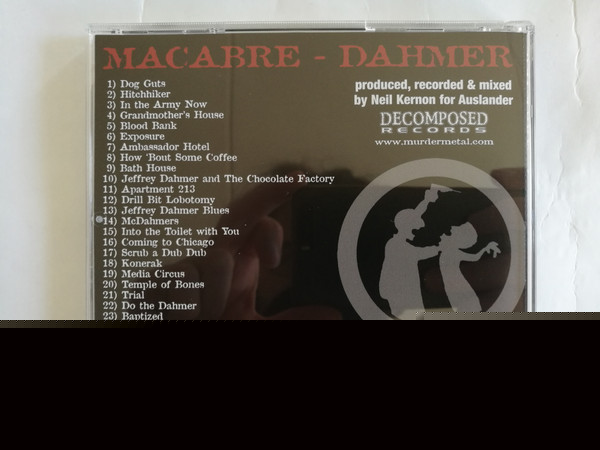 MACABRE - DAHMER
1) Dog Guts
2) Hitchhiker
3) In the Army Now
4) Grandmother's House
5) Blood Bank
6) Exposure
7) Ambassador Hotel
8) How 'Bout Some Coffee
9) Bath House
10) Jeffrey Dahmer and The Chocolate Factory
11) Apartment 213
12) Drill Bit Lobotomy
13) Jeffrey Dahmer Blues
14) McDahmers
15) Into the Toilet with You
16) Coming to Chicago
17) Scrub a Dub Dub
18) Konerak
19) Media Circus
20) Temple of Bones
21) Trial
22) Do the Dahmer
23) Baptized
produced, recorded & mixed
by Neil Kernon for Auslander
DECOMPOSED
RECORDS
www.murdermetal.com